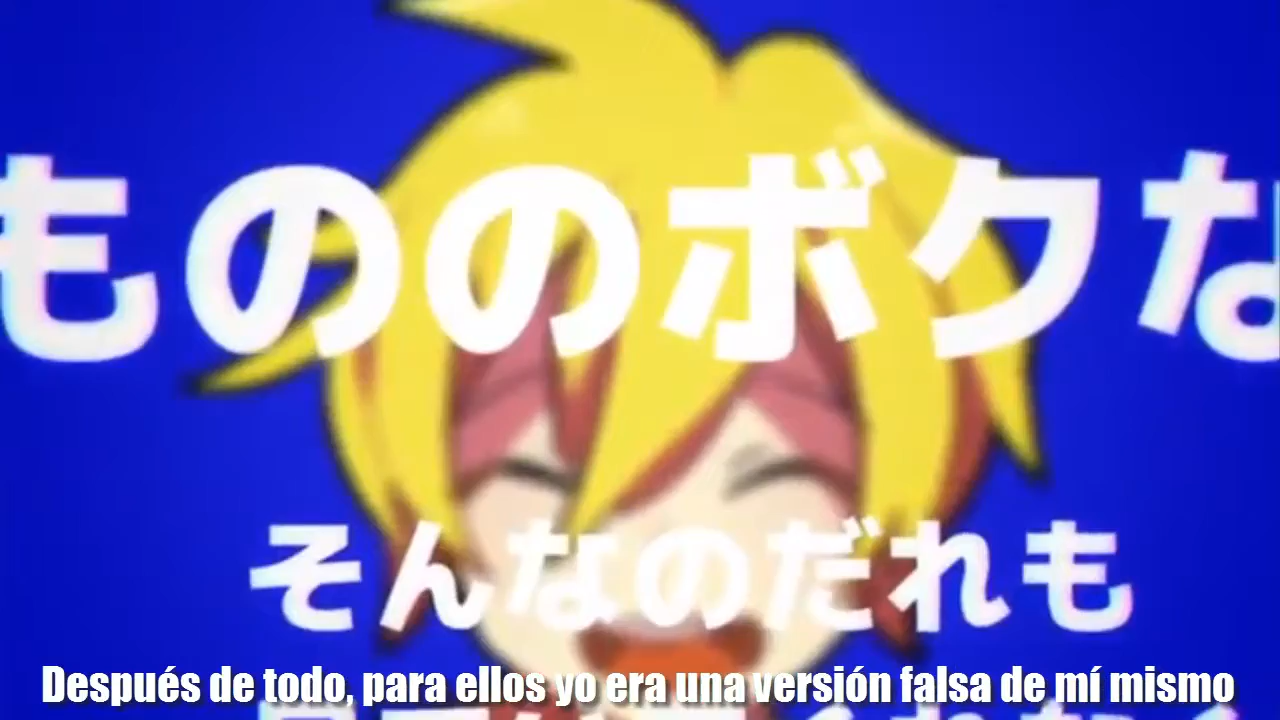 もののボクな
そんなのだれも
Después de todo, para ellos yo era una versión falsa de mí mismo